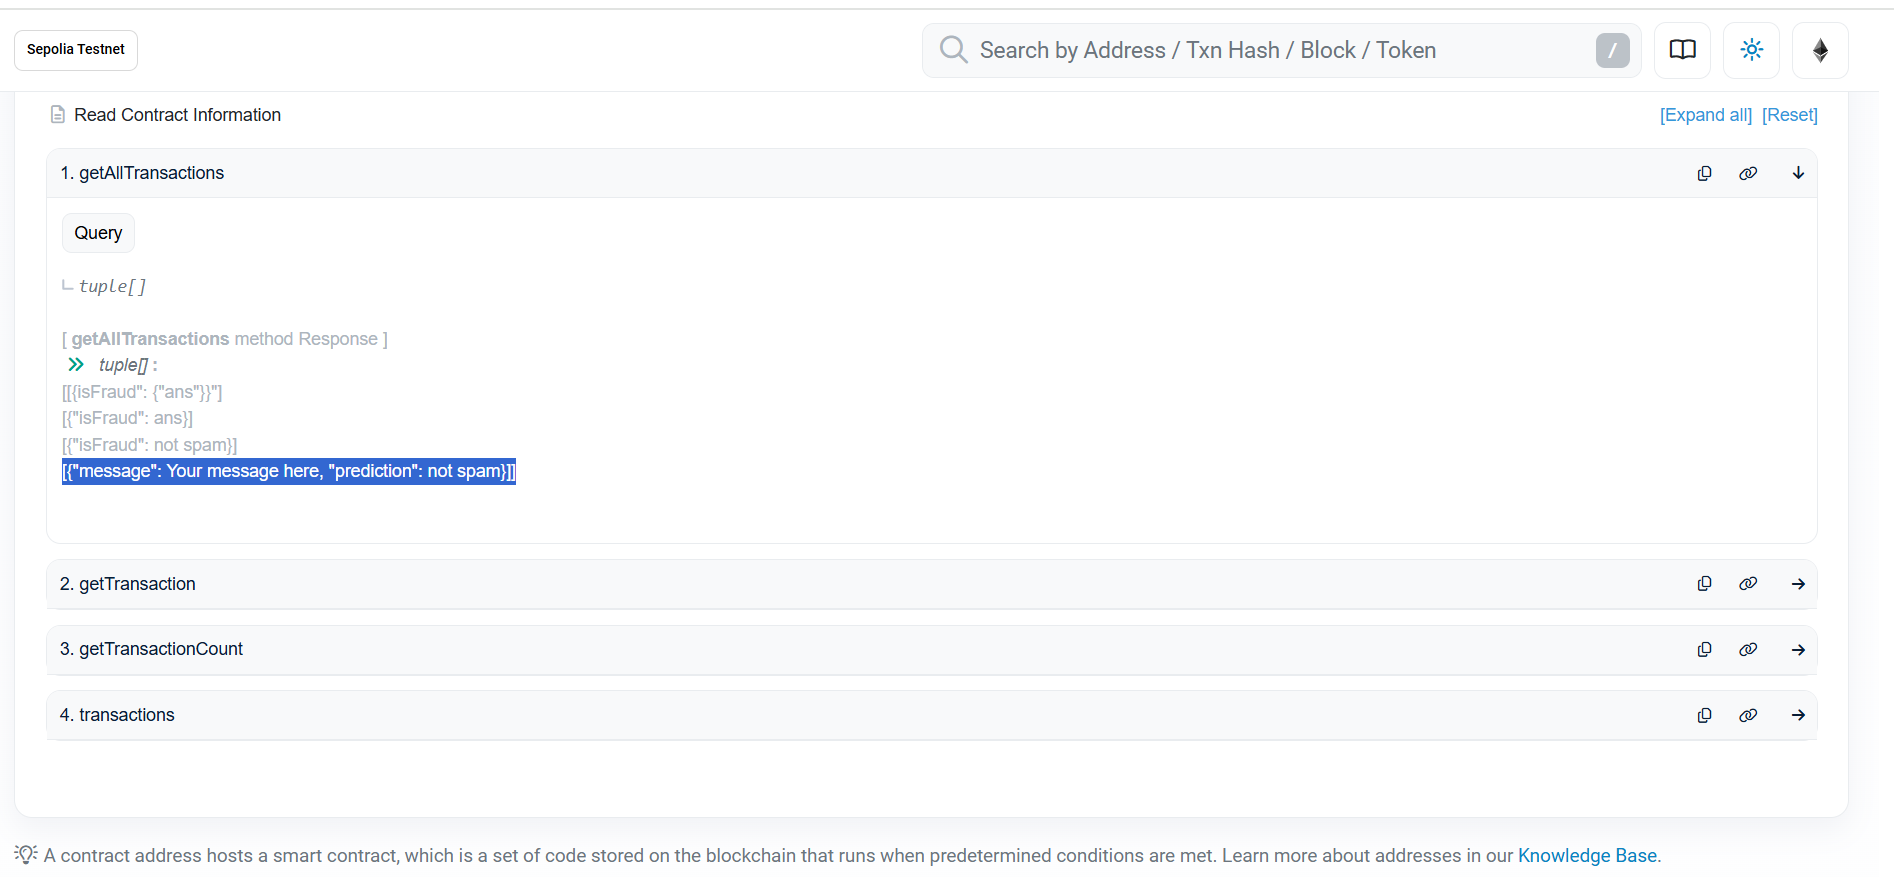 Sepolia Testnet
Search by Address / Txn Hash / Block / Token
/
Read Contract Information
[Expand all] [Reset]
1. getAllTransactions
Query
tuple[]
[ getAllTransactions method Response ]
tuple[] :
[[{isFraud": {"ans"}}"]
[{"isFraud": ans}]
[{"isFraud": not spam}]
[{"message": Your message here, "prediction": not spam}]]
2. getTransaction
3. getTransactionCount
4. transactions
A contract address hosts a smart contract, which is a set of code stored on the blockchain that runs when predetermined conditions are met. Learn more about addresses in our Knowledge Base.